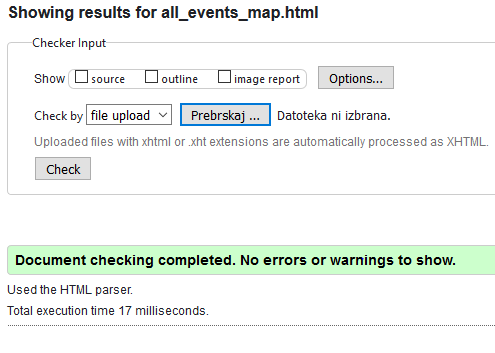 Showing results for all_events_map.html
Checker Input
Show source outline image report Options...
Check by file upload Prebrskaj ... Datoteka ni izbrana.
Uploaded files with xhtml or .xht extensions are automatically processed as XHTML.
Check
Document checking completed. No errors or warnings to show.
Used the HTML parser.
Total execution time 17 milliseconds.